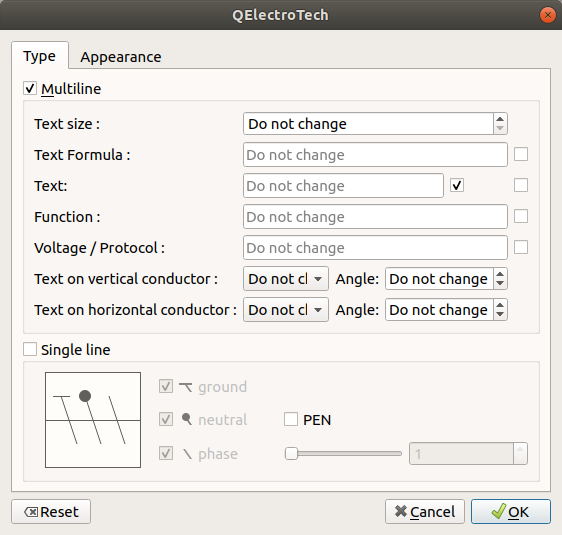 QElectroTech
Type Appearance
Multiline
Text size : Do not change
Text Formula : Do not change
Text: Do not change
Function : Do not change
Voltage / Protocol : Do not change
Text on vertical conductor : Do not cl Angle: Do not change
Text on horizontal conductor : Do not cl Angle: Do not change
Single line
ground
neutral PEN
phase 1
Reset Cancel OK